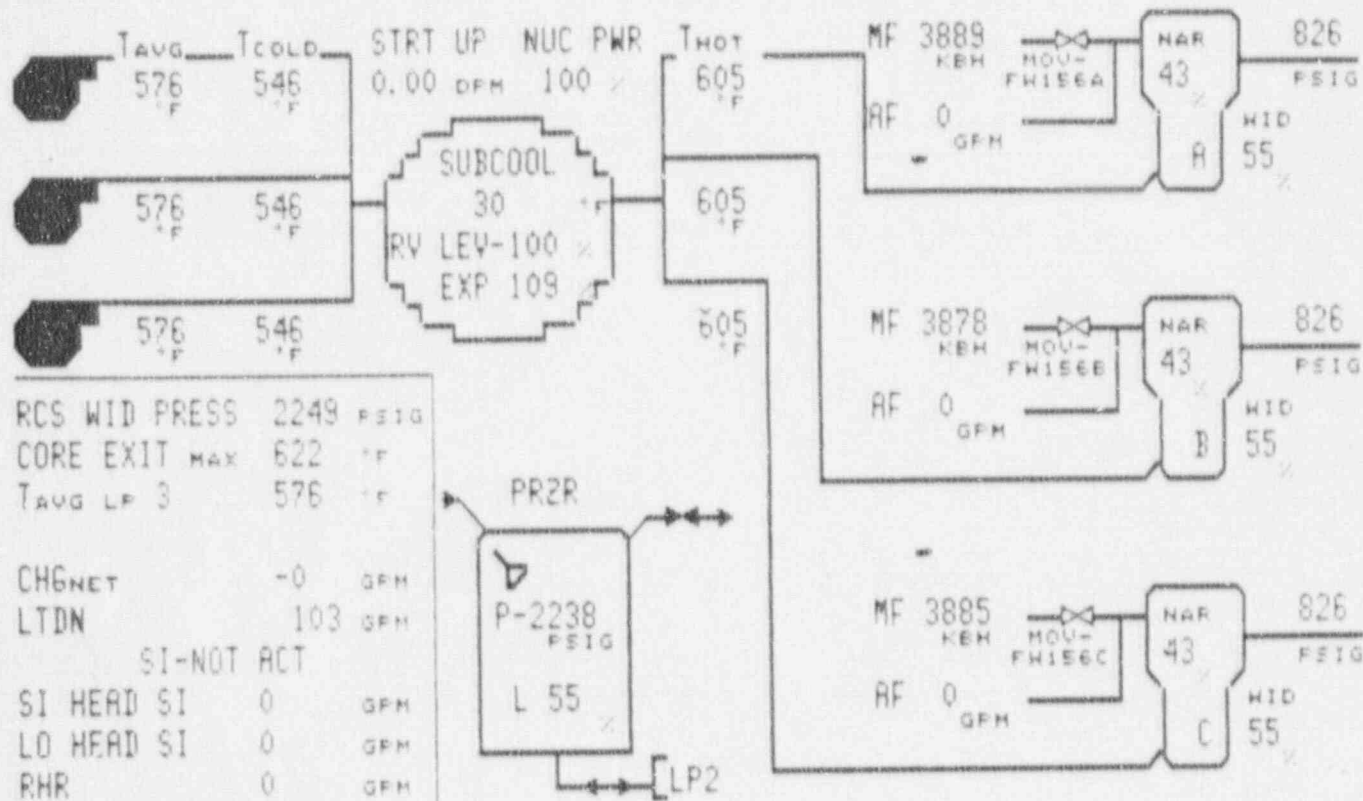 TAVG TCOLD STRT UP NUC PWR THOT
576 °F 546 °F 0.00 DPM 100 % 605 °F
576 °F 546 °F 605 °F
576 °F 546 °F 605 °F
SUBCOOL
30 °F
RV LEV-100 %
EXP 109 %
MF 3889 KBH
MOV-FW156A
AF 0 GPM
NAR
43 %
A
826 PSIG
WID
55 %
MF 3878 KBH
MOV-FW156B
AF 0 GPM
NAR
43 %
B
826 PSIG
WID
55 %
MF 3885 KBH
MOV-FW156C
AF 0 GPM
NAR
43 %
C
826 PSIG
WID
55 %
RCS WID PRESS 2249 PSIG
CORE EXIT MAX 622 °F
TAVG LP 3 576 °F
CHGNET -0 GPM
LTDN 103 GPM
SI-NOT ACT
SI HEAD SI 0 GPM
LO HEAD SI 0 GPM
RHR 0 GPM
PRZR
P-2238
PSIG
L 55 %
LP2